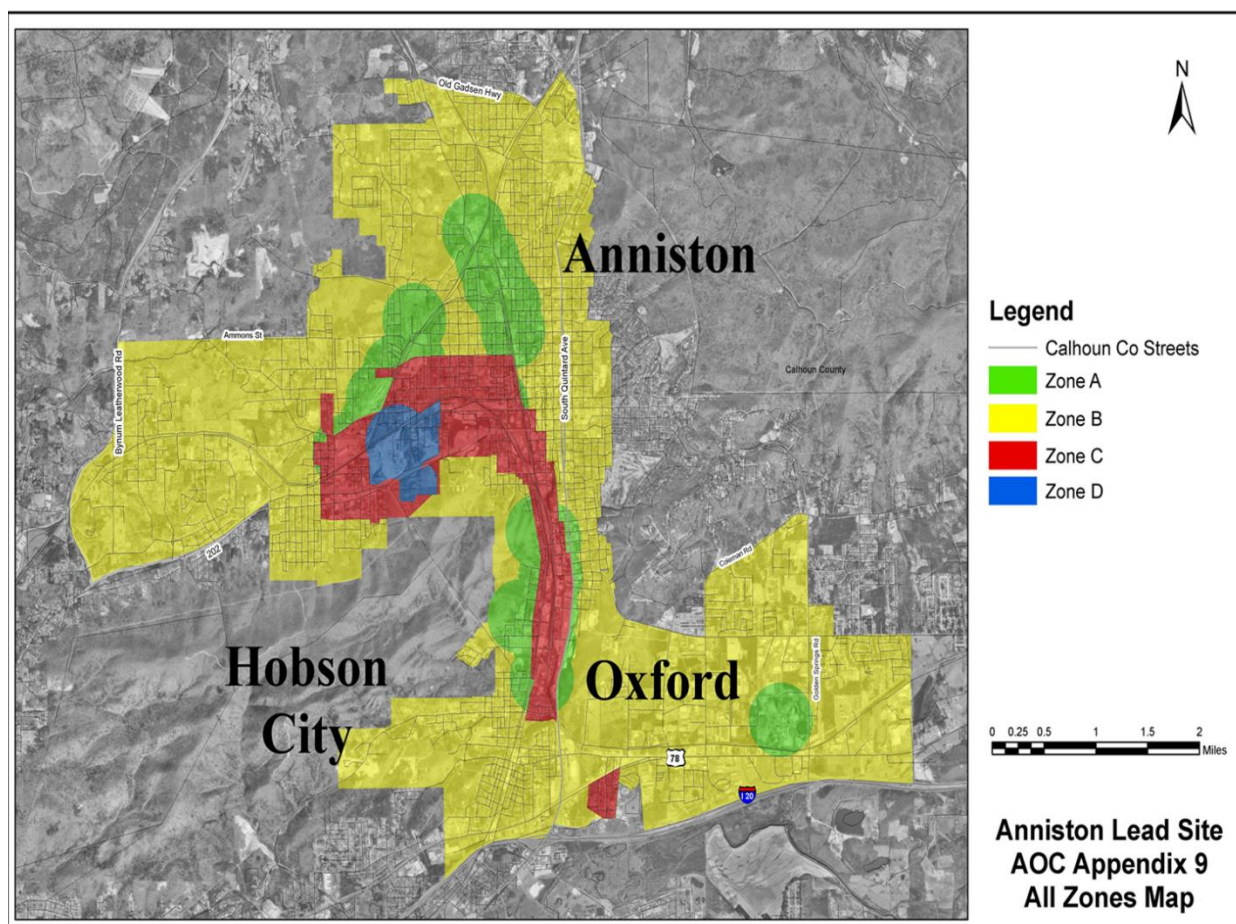 N
Old Gadsen Hwy
Anniston
Ammons St
Bynum Leatherwood Rd
South Quintard Ave
Calhoun County
202
Coleman Rd
Hobson
City
Oxford
Golden Springs Rd
78
I 20
Legend
Calhoun Co Streets
Zone A
Zone B
Zone C
Zone D
0 0.25 0.5 1 1.5 2
Miles
Anniston Lead Site
AOC Appendix 9
All Zones Map